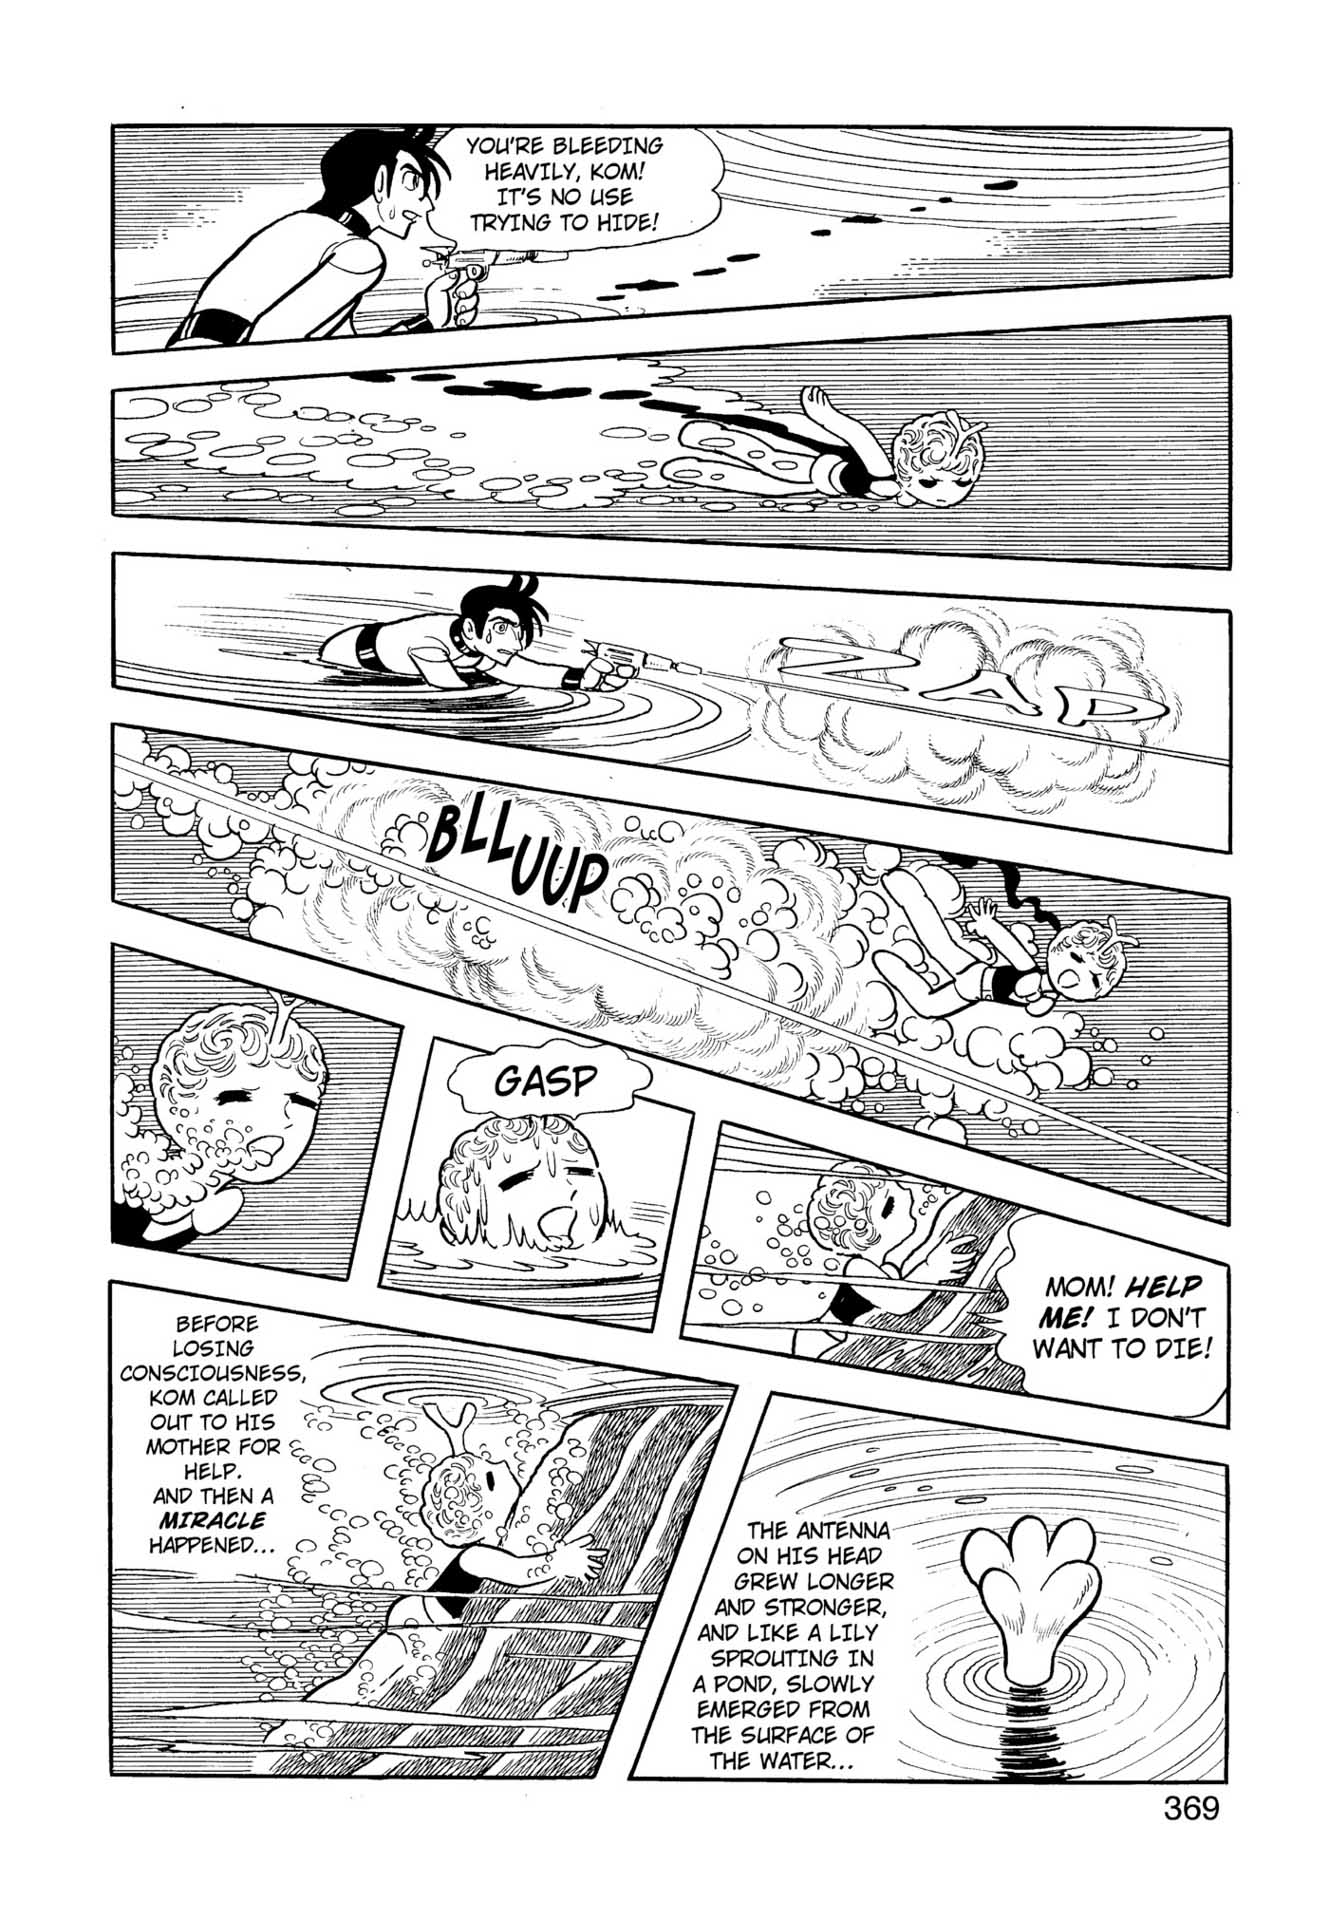 YOU'RE BLEEDING
HEAVILY, KOM!
IT'S NO USE
TRYING TO HIDE!
ZAP
BLLUUP
GASP
MOM! HELP
ME! I DON'T
WANT TO DIE!
BEFORE
LOSING
CONSCIOUSNESS,
KOM CALLED
OUT TO HIS
MOTHER FOR
HELP.
AND THEN A
MIRACLE
HAPPENED...
THE ANTENNA
ON HIS HEAD
GREW LONGER
AND STRONGER,
AND LIKE A LILY
SPROUTING IN
A POND, SLOWLY
EMERGED FROM
THE SURFACE OF
THE WATER...
369